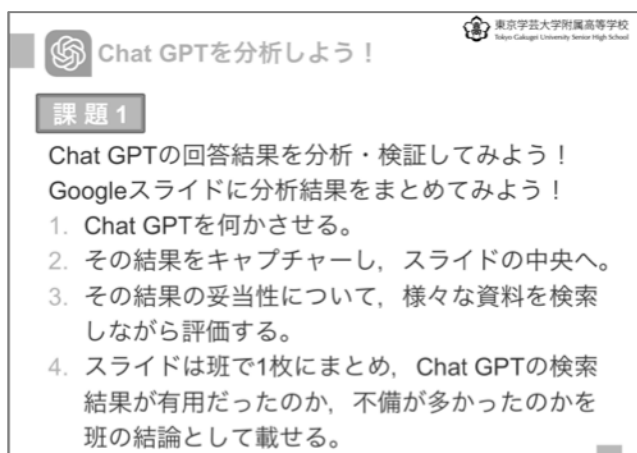 東京学芸大学附属高等学校
Tokyo Gakugei University Senior High School
Chat GPTを分析しよう！
課題1
Chat GPTの回答結果を分析・検証してみよう！
Googleスライドに分析結果をまとめてみよう！
1. Chat GPTを何かさせる。
2. その結果をキャプチャーし，スライドの中央へ。
3. その結果の妥当性について，様々な資料を検索
しながら評価する。
4. スライドは班で1枚にまとめ，Chat GPTの検索
結果が有用だったのか，不備が多かったのかを
班の結論として載せる。